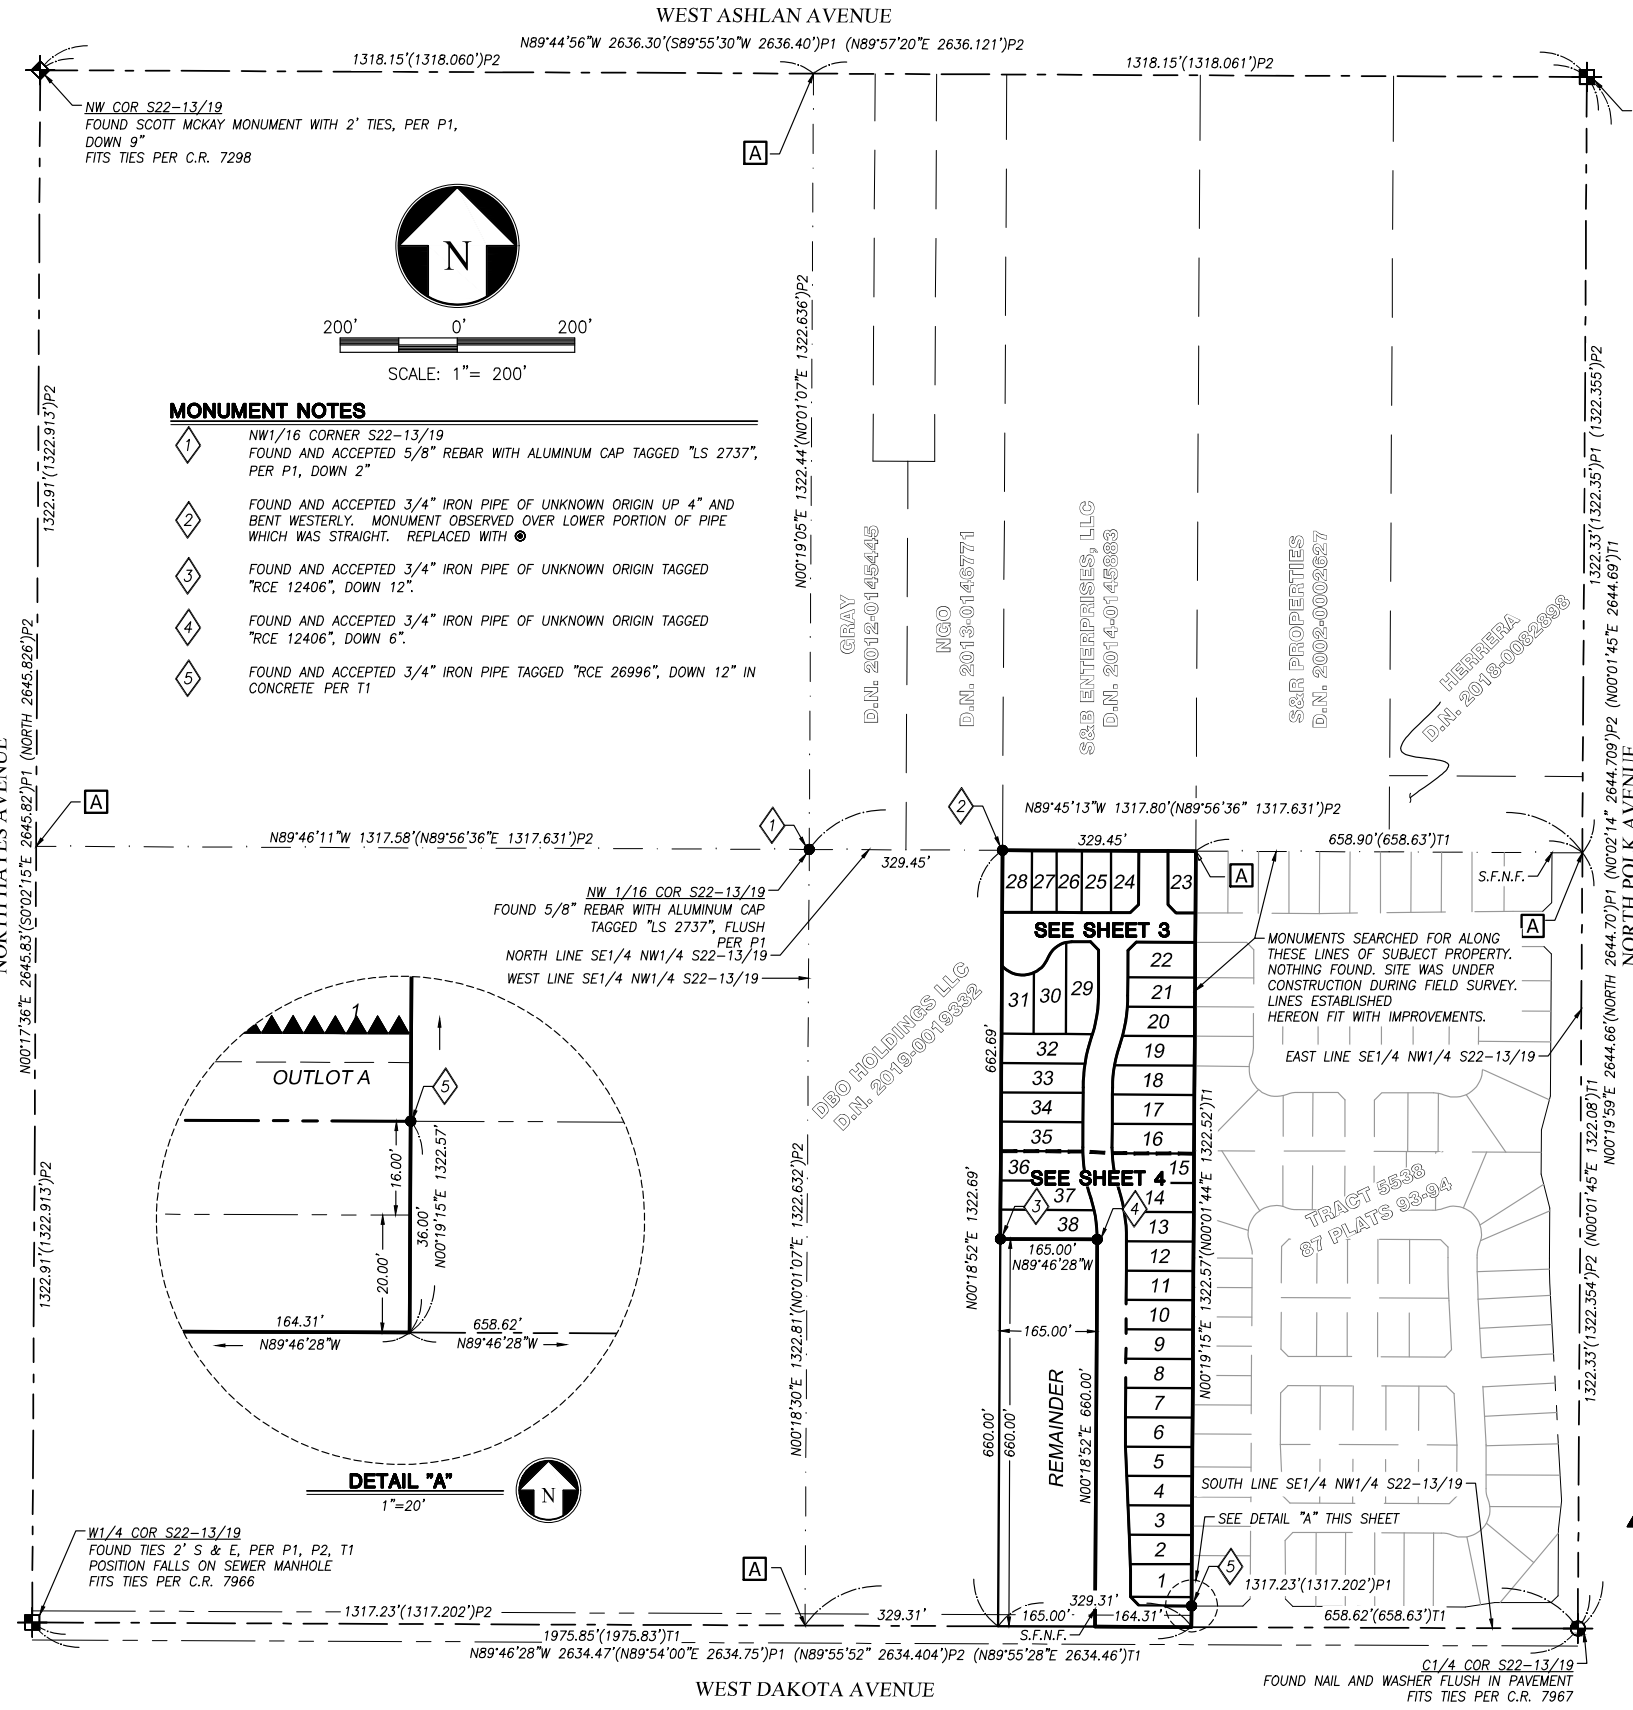 WEST ASHLAN AVENUE
N89°44'56"W 2636.30'(S89°55'30"W 2636.40')P1 (N89°57'20"E 2636.121')P2
1318.15'(1318.060')P2
1318.15'(1318.061')P2
NW COR S22-13/19
FOUND SCOTT MCKAY MONUMENT WITH 2' TIES, PER P1,
DOWN 9"
FITS TIES PER C.R. 7298
A
N
200'
0'
200'
SCALE: 1"= 200'
MONUMENT NOTES
1
NW1/16 CORNER S22-13/19
FOUND AND ACCEPTED 5/8" REBAR WITH ALUMINUM CAP TAGGED "LS 2737",
PER P1, DOWN 2"
2
FOUND AND ACCEPTED 3/4" IRON PIPE OF UNKNOWN ORIGIN UP 4" AND
BENT WESTERLY. MONUMENT OBSERVED OVER LOWER PORTION OF PIPE
WHICH WAS STRAIGHT. REPLACED WITH
3
FOUND AND ACCEPTED 3/4" IRON PIPE OF UNKNOWN ORIGIN TAGGED
"RCE 12406", DOWN 12".
4
FOUND AND ACCEPTED 3/4" IRON PIPE OF UNKNOWN ORIGIN TAGGED
"RCE 12406", DOWN 6".
5
FOUND AND ACCEPTED 3/4" IRON PIPE TAGGED "RCE 26996", DOWN 12" IN
CONCRETE PER T1
1322.91'(1322.913')P2
N00°17'36"E 2645.83'(S0°02'15"E 2645.82')P1 (NORTH 2645.826')P2
NORTH HAYES AVENUE
1322.91'(1322.913')P2
N00°19'05"E 1322.44'(N0°01'07"E 1322.636')P2
GRAY
D.N. 2012-0145445
NGO
D.N. 2013-0146771
S&B ENTERPRISES, LLC
D.N. 2014-0145883
S&R PROPERTIES
D.N. 2002-0002627
HERRERA
D.N. 2018-0082898
1322.33'(1322.35')P1 (1322.355')P2
N00°19'59"E 2644.66'(NORTH 2644.70')P1 (N0°02'14" 2644.709')P2 (N00°01'45"E 2644.69')T1
NORTH POLK AVENUE
A
N89°46'11"W 1317.58'(N89°56'36"E 1317.631')P2
1
2
N89°45'13"W 1317.80'(N89°56'36" 1317.631')P2
329.45'
329.45'
658.90'(658.63')T1
S.F.N.F.
A
A
NW 1/16 COR S22-13/19
FOUND 5/8" REBAR WITH ALUMINUM CAP
TAGGED "LS 2737", FLUSH
PER P1
NORTH LINE SE1/4 NW1/4 S22-13/19
WEST LINE SE1/4 NW1/4 S22-13/19
28
27
26
25
24
23
SEE SHEET 3
22
21
20
19
18
17
16
31
30
29
32
33
34
35
36
15
SEE SHEET 4
37
14
3
4
38
13
12
11
10
9
8
7
6
5
4
3
2
1
MONUMENTS SEARCHED FOR ALONG
THESE LINES OF SUBJECT PROPERTY.
NOTHING FOUND. SITE WAS UNDER
CONSTRUCTION DURING FIELD SURVEY.
LINES ESTABLISHED
HEREON FIT WITH IMPROVEMENTS.
EAST LINE SE1/4 NW1/4 S22-13/19
DBO HOLDINGS LLC
D.N. 2019-0019332
662.69'
N00°18'52"E 1322.69'
165.00'
N89°46'28"W
165.00'
660.00'
660.00'
REMAINDER
N00°18'52"E 660.00'
N00°19'15"E 1322.57'(N00°01'44"E 1322.52')T1
TRACT 5538
87 PLATS 93-94
1322.33'(1322.354')P2 (N00°01'45"E 1322.08')T1
N00°18'30"E 1322.81'(N0°01'07"E 1322.632')P2
1
OUTLOT A
5
16.00'
20.00'
36.00'
N00°19'15"E 1322.57'
164.31'
N89°46'28"W
658.62'
N89°46'28"W
DETAIL "A"
1"=20'
N
W1/4 COR S22-13/19
FOUND TIES 2' S & E, PER P1, P2, T1
POSITION FALLS ON SEWER MANHOLE
FITS TIES PER C.R. 7966
A
SOUTH LINE SE1/4 NW1/4 S22-13/19
SEE DETAIL "A" THIS SHEET
5
1317.23'(1317.202')P1
1317.23'(1317.202')P2
329.31'
329.31'
165.00'
164.31'
658.62'(658.63')T1
S.F.N.F.
1975.85'(1975.83')T1
N89°46'28"W 2634.47'(N89°54'00"E 2634.75')P1 (N89°55'52" 2634.404')P2 (N89°55'28"E 2634.46')T1
C1/4 COR S22-13/19
FOUND NAIL AND WASHER FLUSH IN PAVEMENT
FITS TIES PER C.R. 7967
WEST DAKOTA AVENUE